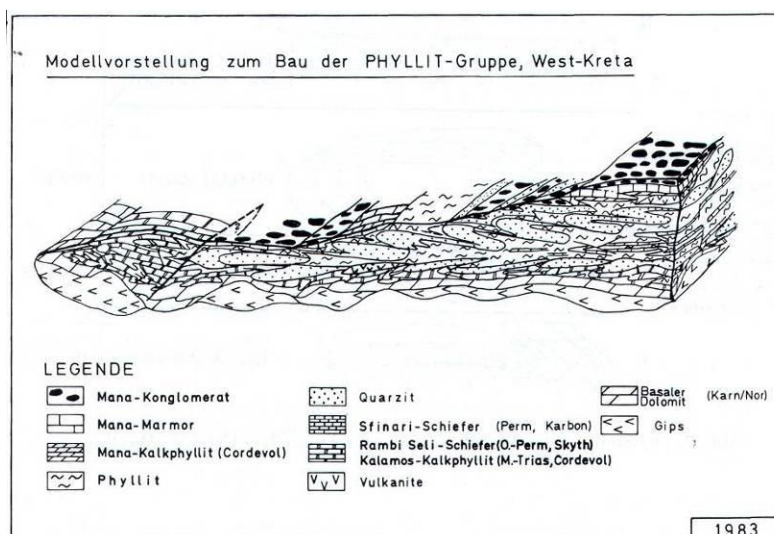 Modellvorstellung zum Bau der PHYLLIT-Gruppe, West-Kreta
LEGENDE
Mana-Konglomerat
Mana-Marmor
Mana-Kalkphyllit (Cordevol)
Phyllit
Quarzit
Sfinari-Schiefer (Perm, Karbon)
Rambi Seli-Schiefer(O.-Perm, Skyth)
Kalamos-Kalkphyllit (M.-Trias, Cordevol)
Vulkanite
Basaler
Dolomit (Karn/Nor)
Gips
1983